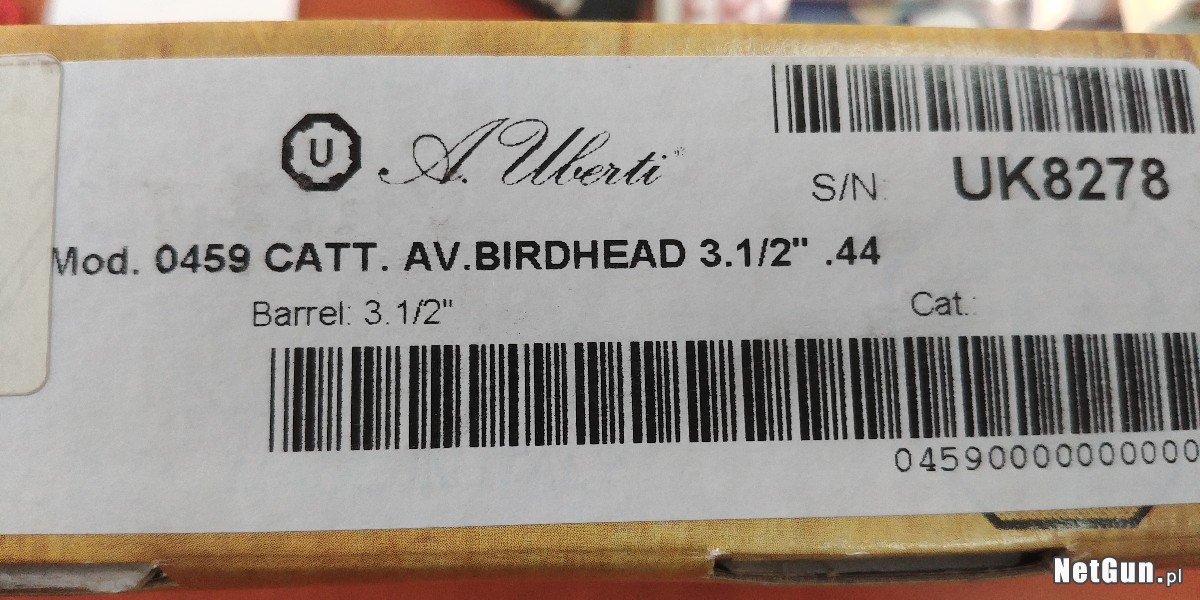 U A. Uberti
S/N: UK8278
Mod. 0459 CATT. AV.BIRDHEAD 3.1/2" .44
Barrel: 3.1/2" Cat.:
04590000000000
NetGun.pl